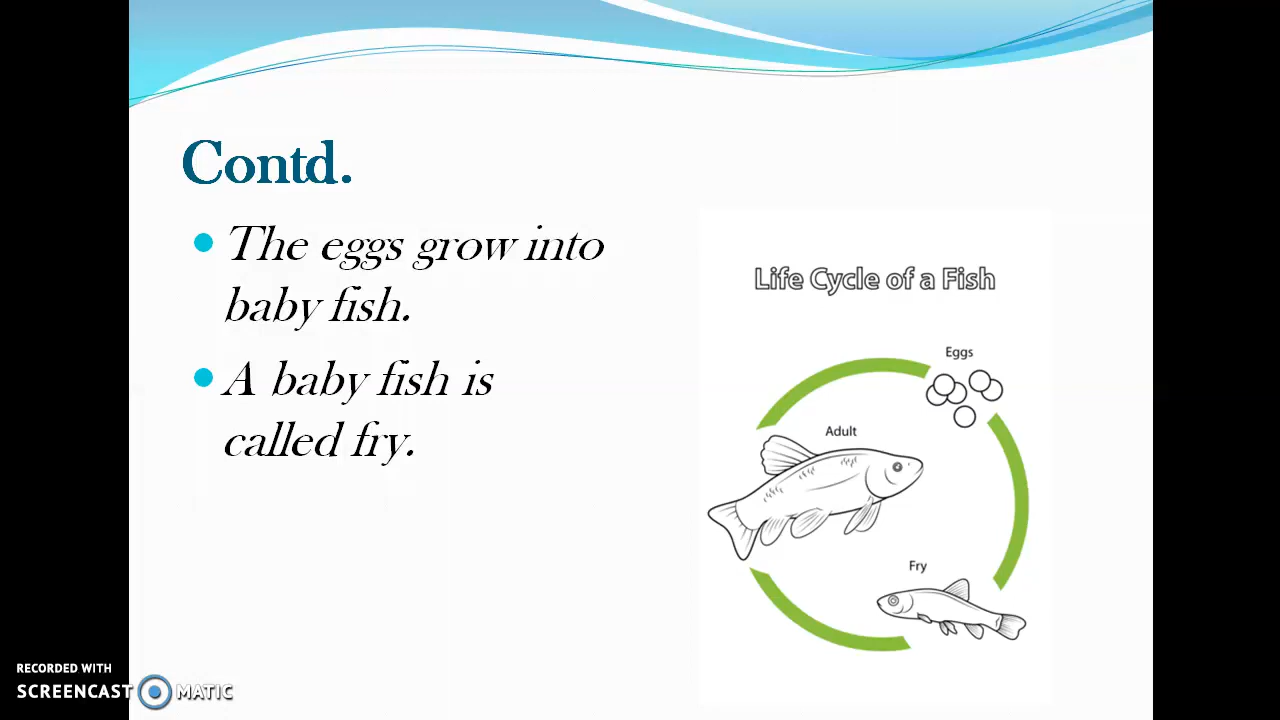 Contd.
The eggs grow into
baby fish.
A baby fish is
called fry.
Life Cycle of a Fish
Eggs
Adult
Fry
RECORDED WITH
SCREENCAST MATIC